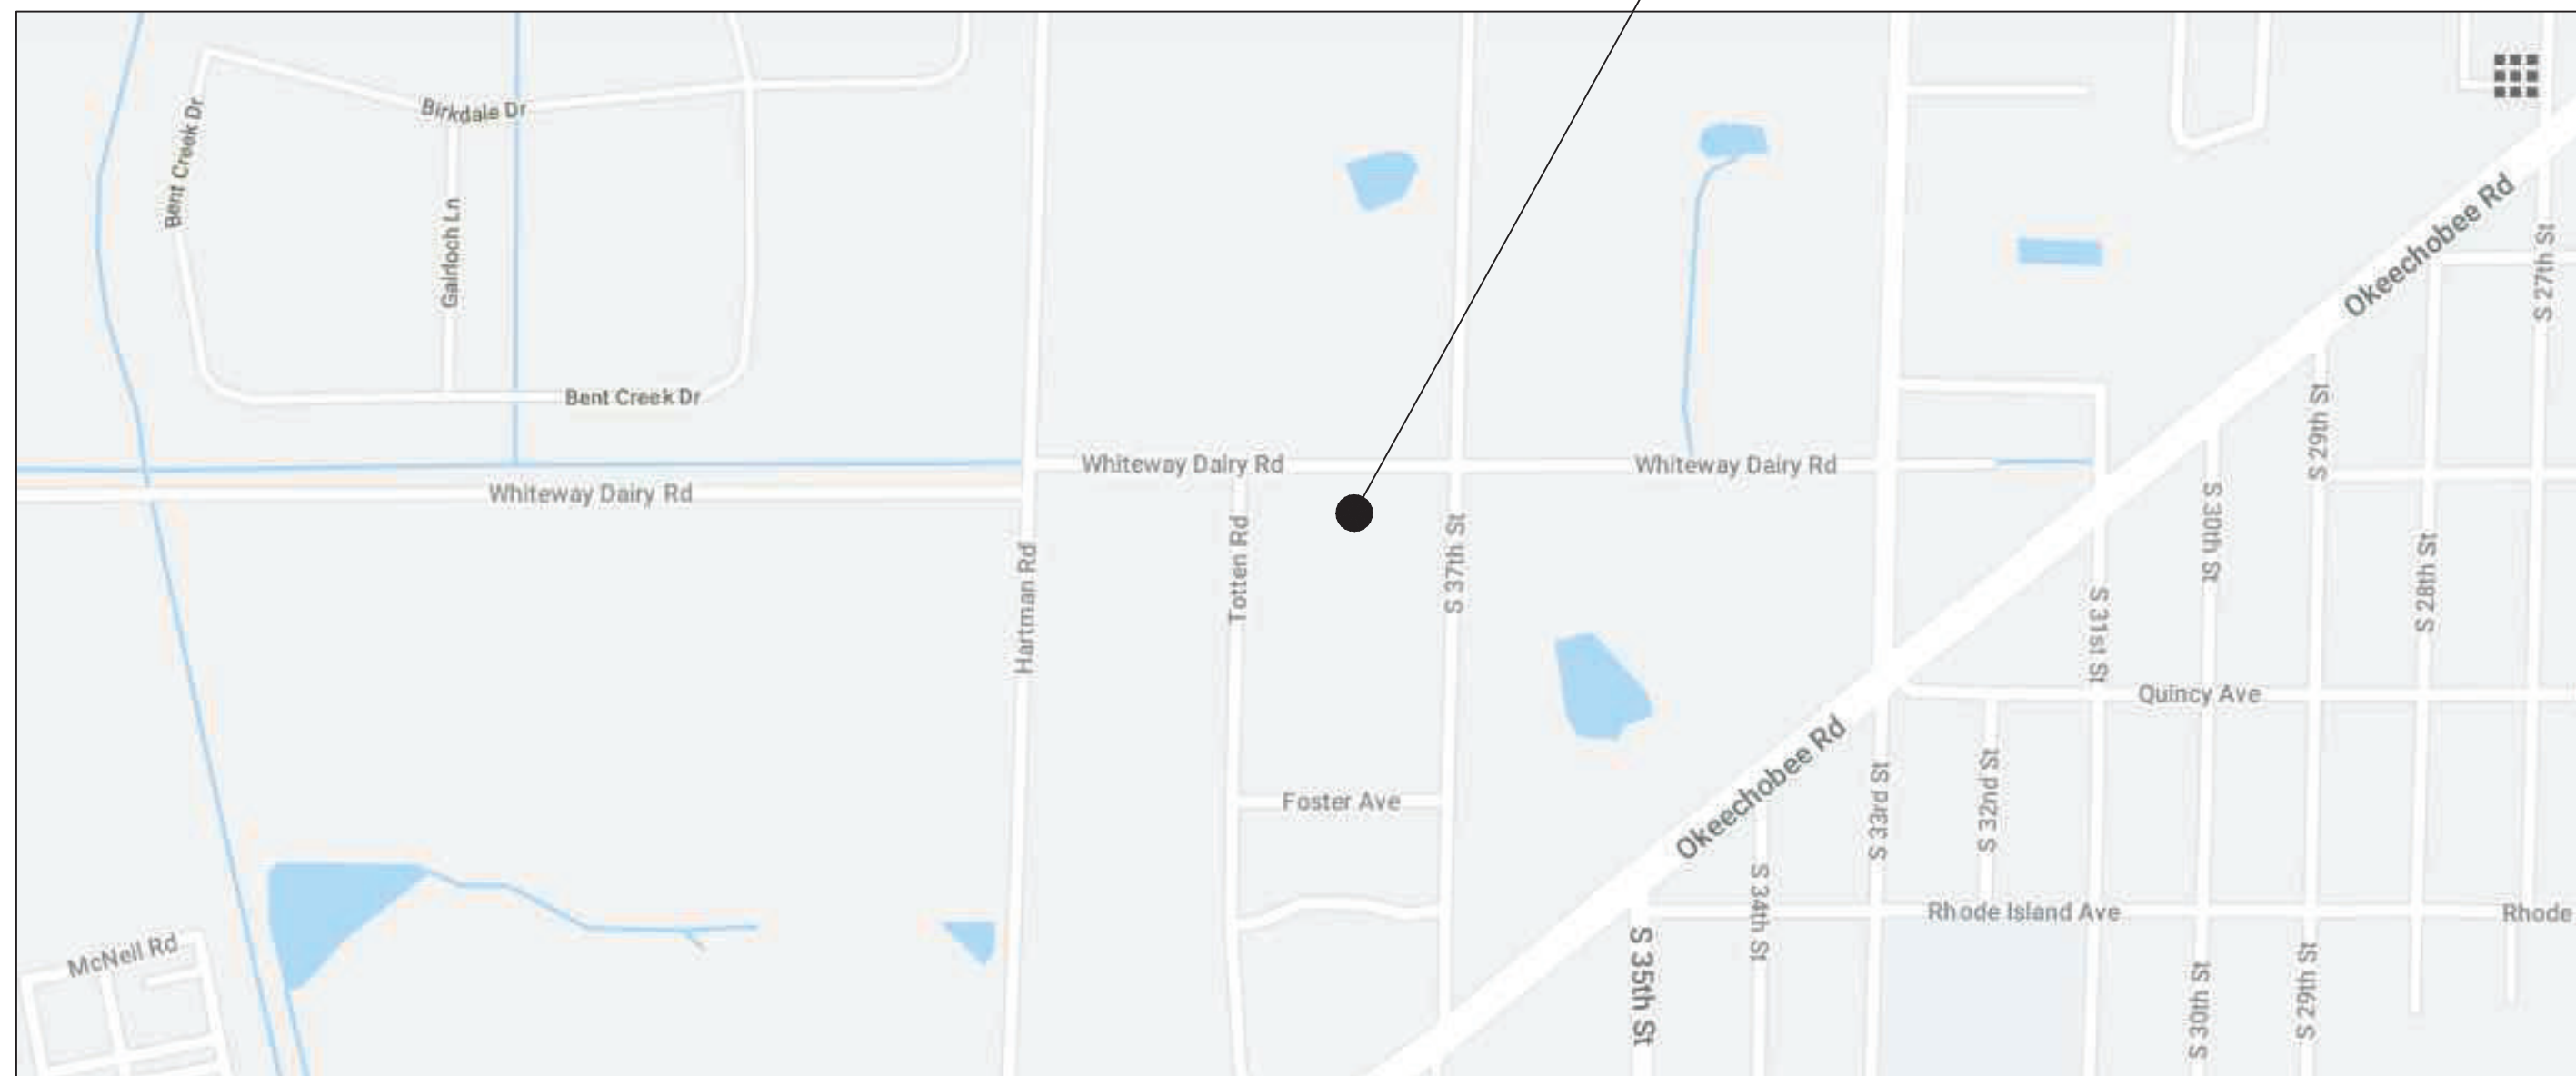 Birkdale Dr
Bent Creek Dr
Gairloch Ln
Okeechobee Rd
S 27th St
Bent Creek Dr
S 29th St
Whiteway Dairy Rd
Whiteway Dairy Rd
Whiteway Dairy Rd
Hartman Rd
Totten Rd
S 37th St
S 30th St
S 28th St
S 31st St
Quincy Ave
Okeechobee Rd
S 33rd St
S 32nd St
Foster Ave
S 34th St
Rhode Island Ave
Rhode
McNeil Rd
S 35th St
S 30th St
S 29th St